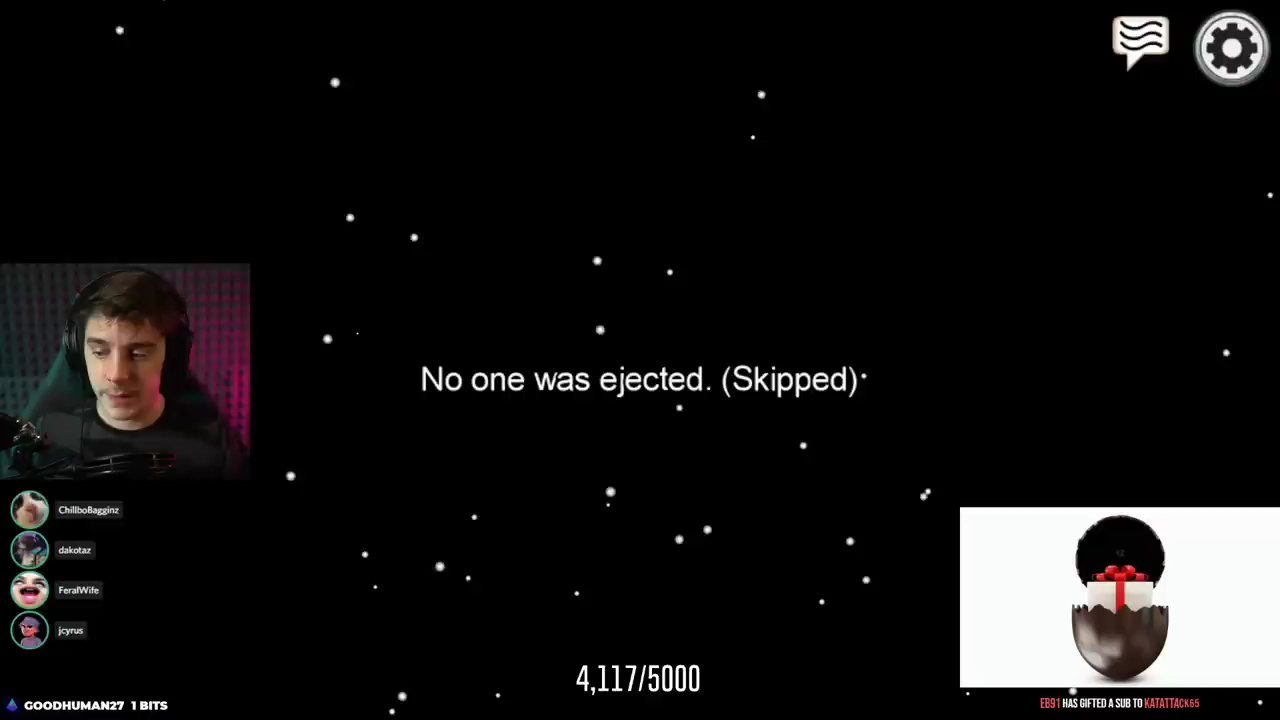 No one was ejected. (Skipped)
ChillboBagginz
dakotaz
FeralWife
jcyrus
4,117/5000
GOODHUMAN27 1 BITS
EB91 HAS GIFTED A SUB TO KATATTACK65